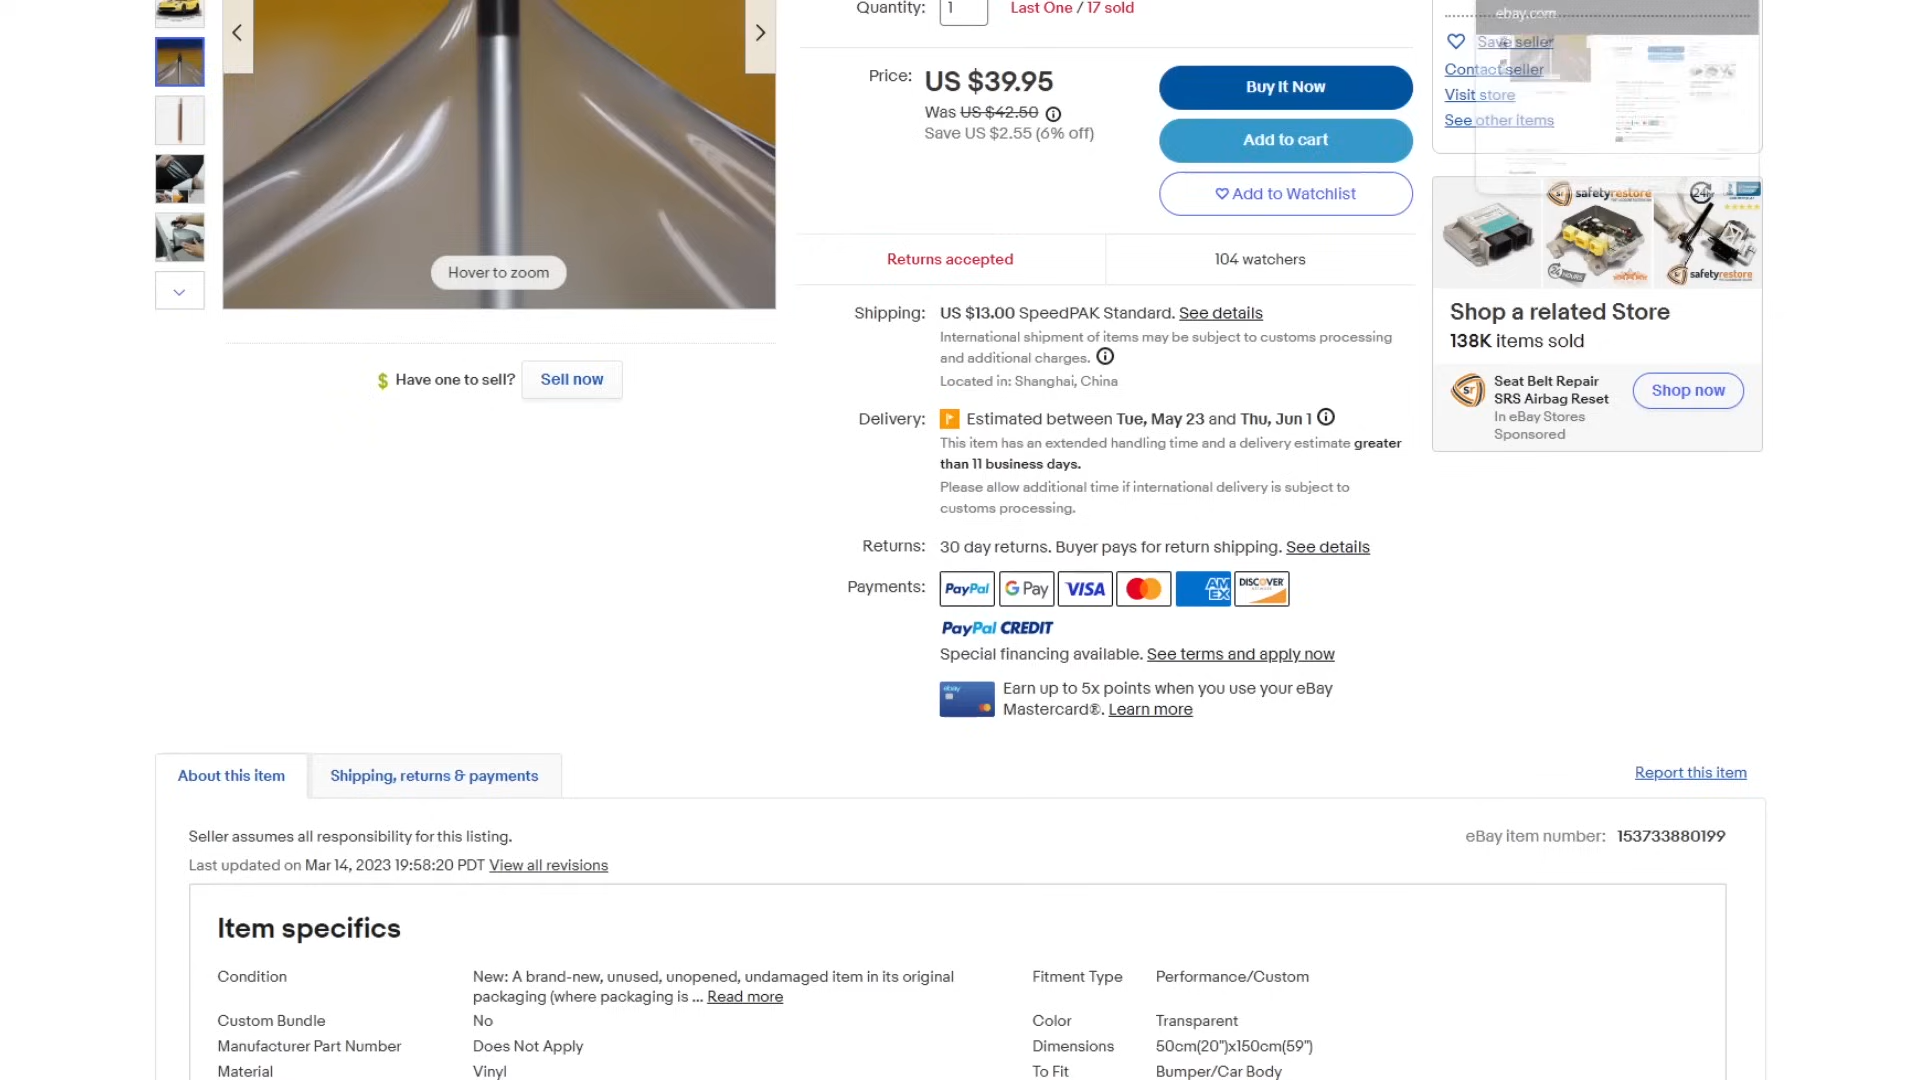 Quantity: 1 Last One / 17 sold
ebay.com
Save seller
Contact seller
Visit store
See other items
Price: US $39.95
Was US $42.50
Save US $2.55 (6% off)
Buy It Now
Add to cart
Add to Watchlist
Returns accepted
104 watchers
Hover to zoom
Have one to sell? Sell now
Shipping: US $13.00 SpeedPAK Standard. See details
International shipment of items may be subject to customs processing
and additional charges.
Located in: Shanghai, China
Delivery: Estimated between Tue, May 23 and Thu, Jun 1
This item has an extended handling time and a delivery estimate greater
than 11 business days.
Please allow additional time if international delivery is subject to
customs processing.
Returns: 30 day returns. Buyer pays for return shipping. See details
Payments: PayPal G Pay VISA AM EX DISCOVER
PayPal CREDIT
Special financing available. See terms and apply now
ebay
Earn up to 5x points when you use your eBay
Mastercard®. Learn more
safetyrestore
24 HOURS
safetyrestore
Shop a related Store
138K items sold
sr
Seat Belt Repair
SRS Airbag Reset
In eBay Stores
Sponsored
Shop now
About this item
Shipping, returns & payments
Report this item
Seller assumes all responsibility for this listing.
eBay item number: 153733880199
Last updated on Mar 14, 2023 19:58:20 PDT View all revisions
Item specifics
Condition New: A brand-new, unused, unopened, undamaged item in its original
packaging (where packaging is ... Read more
Fitment Type Performance/Custom
Custom Bundle No
Color Transparent
Manufacturer Part Number Does Not Apply
Dimensions 50cm(20")x150cm(59")
Material Vinyl
To Fit Bumper/Car Body